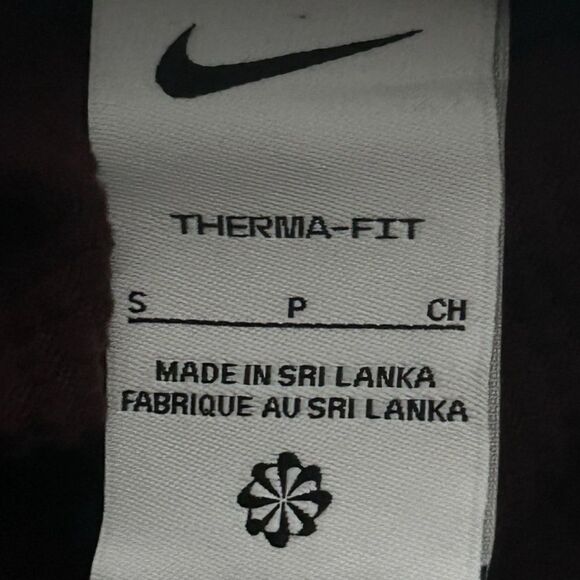 THERMA-FIT
S P CH
MADE IN SRI LANKA
FABRIQUE AU SRI LANKA